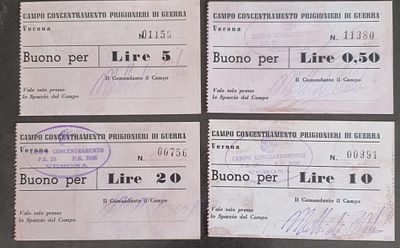 CAMPO CONCENTRAMENTO PRIGIONIERI DI GUERRA
Verona
N. 01150
Buono per Lire 5
Il Comandante il Campo
Vale solo presso
lo Spaccio del Campo
CAMPO CONCENTRAMENTO PRIGIONIERI DI GUERRA
Verona
N. 11380
Buono per Lire 0,50
Il Comandante il Campo
Vale solo presso
lo Spaccio del Campo
CAMPO CONCENTRAMENTO PRIGIONIERI DI GUERRA
Verona
CAMPO CONCENTRAMENTO
VERONA
N. 00756
Buono per Lire 20
Il Comandante il Campo
Vale solo presso
lo Spaccio del Campo
CAMPO CONCENTRAMENTO PRIGIONIERI DI GUERRA
Verona
CAMPO CONCENTRAMENTO
N. 00991
Buono per Lire 10
Il Comandante il Campo
Vale solo presso
lo Spaccio del Campo